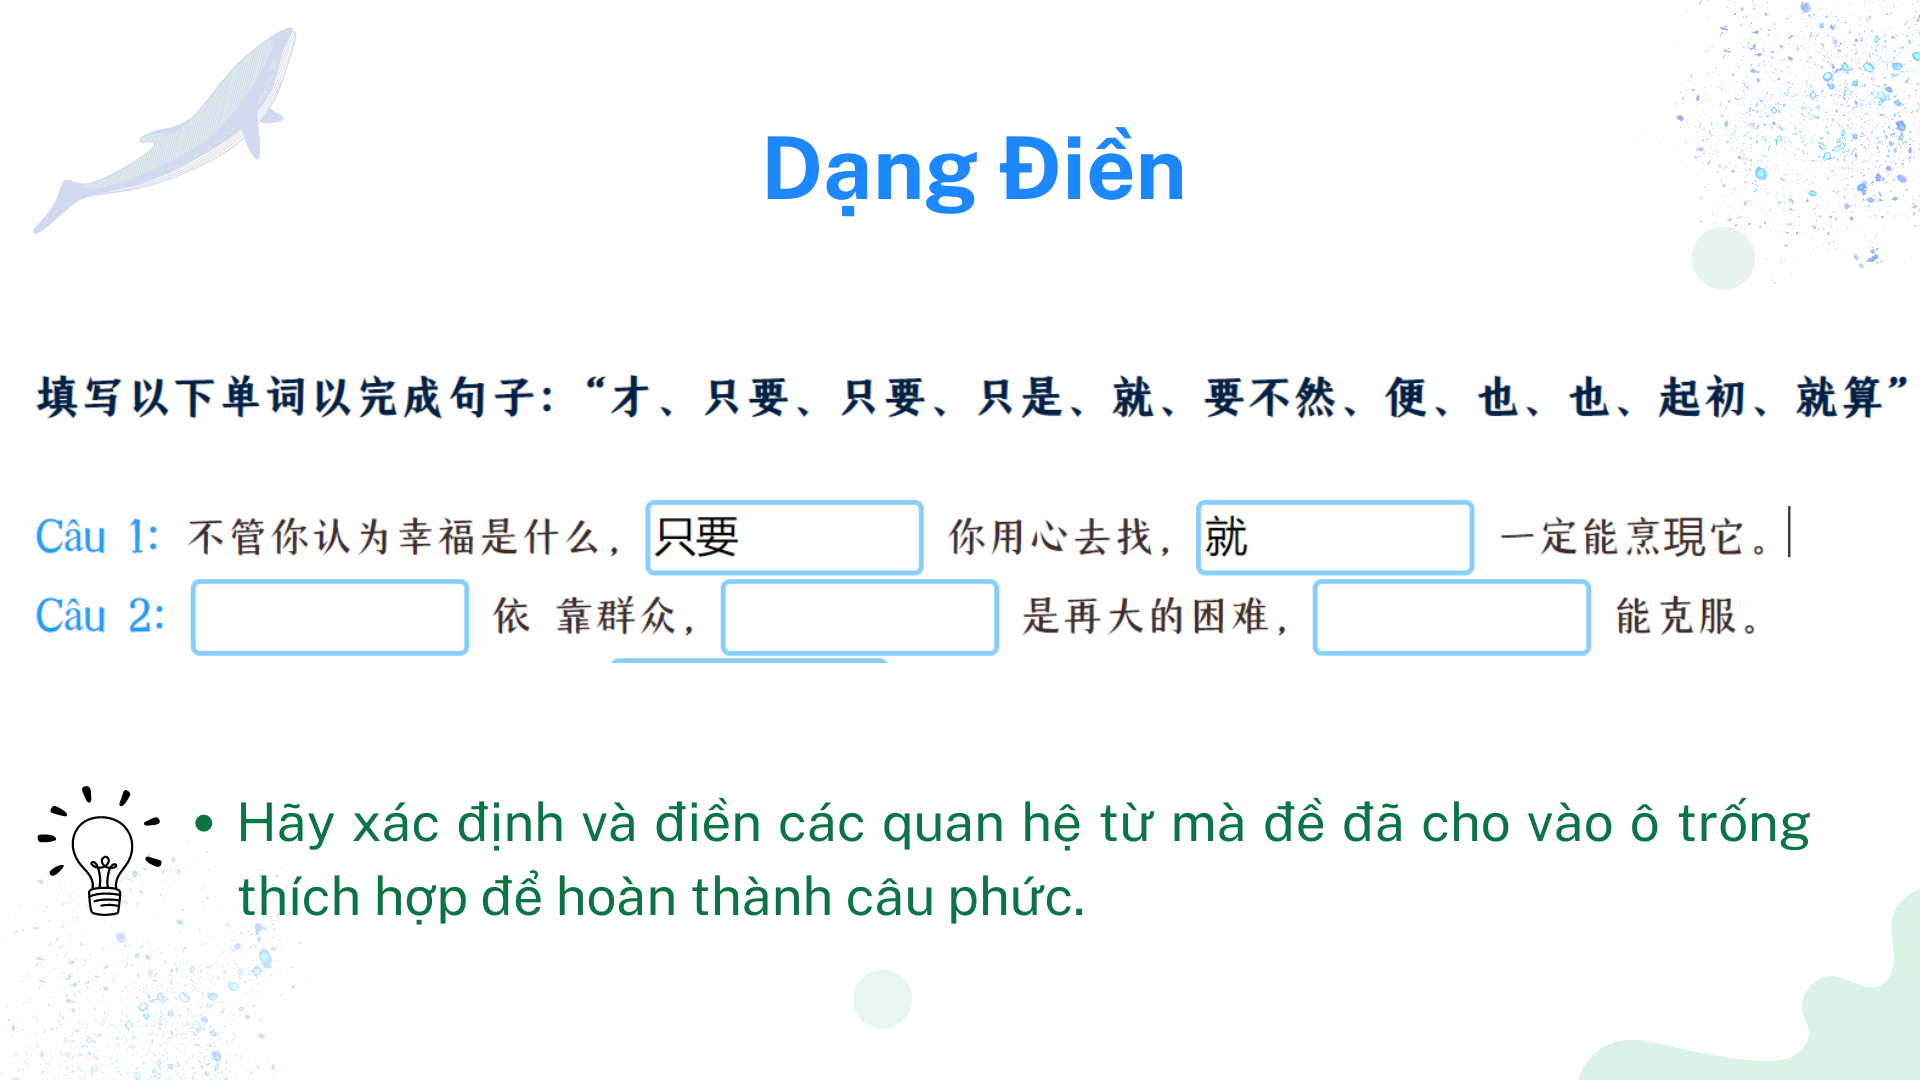 Dạng Điền
填写以下单词以完成句子：“才、只要、只要、只是、就、要不然、便、也、也、起初、就算”
Câu 1: 不管你认为幸福是什么，只要 你用心去找，就 一定能烹現它。
Câu 2: 依 靠群众， 是再大的困难， 能克服。
• Hãy xác định và điền các quan hệ từ mà đề đã cho vào ô trống
thích hợp để hoàn thành câu phức.